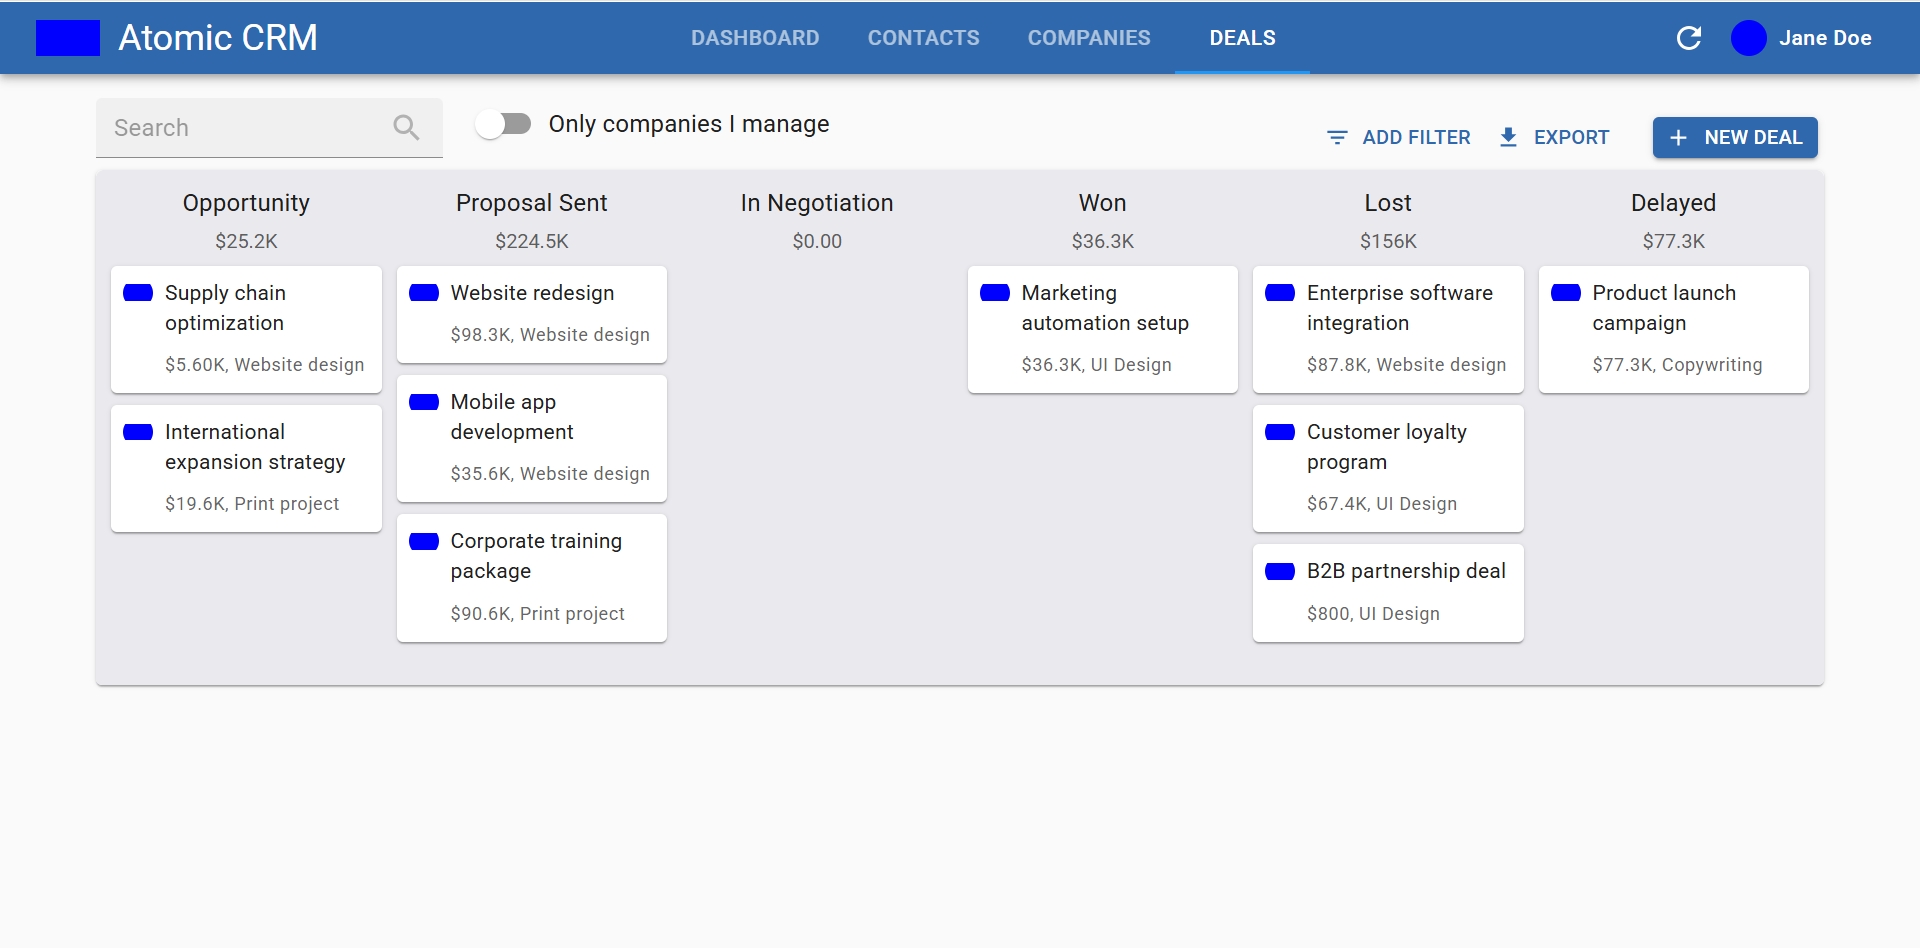 Atomic CRM
DASHBOARD
CONTACTS
COMPANIES
DEALS
Jane Doe
Search
Only companies I manage
ADD FILTER
EXPORT
NEW DEAL
Opportunity
$25.2K
Supply chain
optimization
$5.60K, Website design
International
expansion strategy
$19.6K, Print project
Proposal Sent
$224.5K
Website redesign
$98.3K, Website design
Mobile app
development
$35.6K, Website design
Corporate training
package
$90.6K, Print project
In Negotiation
$0.00
Won
$36.3K
Marketing
automation setup
$36.3K, UI Design
Lost
$156K
Enterprise software
integration
$87.8K, Website design
Customer loyalty
program
$67.4K, UI Design
B2B partnership deal
$800, UI Design
Delayed
$77.3K
Product launch
campaign
$77.3K, Copywriting